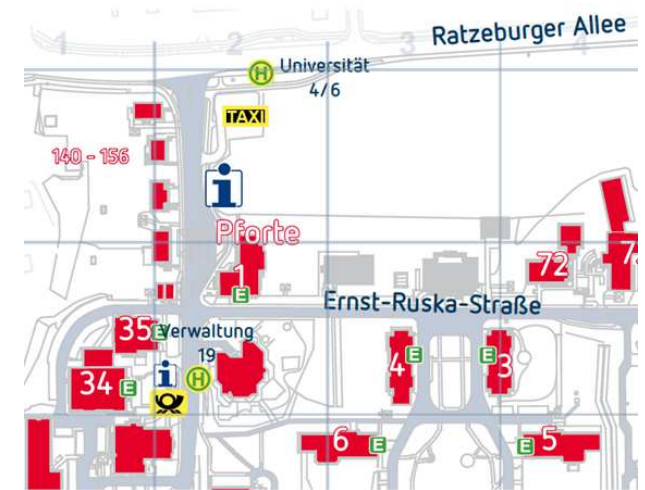 Ratzeburger Allee
1
2
3
4
H
Universität
4/6
TAXI
140 - 156
i
Pforte
1
E
72
Ernst-Ruska-Straße
35
E
Verwaltung
19
4
E
E
3
34
E
i
H
6
E
E
5